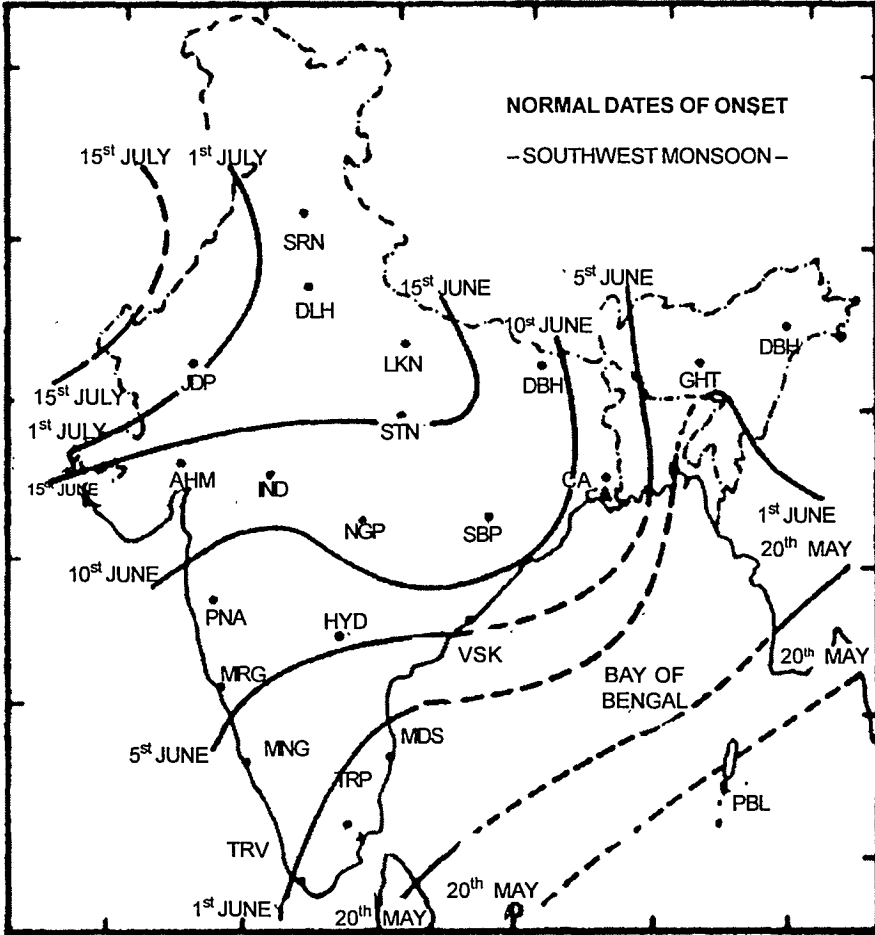 NORMAL DATES OF ONSET
–SOUTHWEST MONSOON–
15st JULY
1st JULY
SRN
15st JUNE
5st JUNE
DLH
10st JUNE
DBH
LKN
DBH
GHT
15st JULY
JDP
1st JULY
STN
15st JUNE
AHM
IND
CA
NGP
SBP
1st JUNE
20th MAY
10st JUNE
PNA
HYD
VSK
20th MAY
MRG
BAY OF
BENGAL
5st JUNE
MNG
MDS
TRP
PBL
TRV
1st JUNE
20th MAY
20th MAY